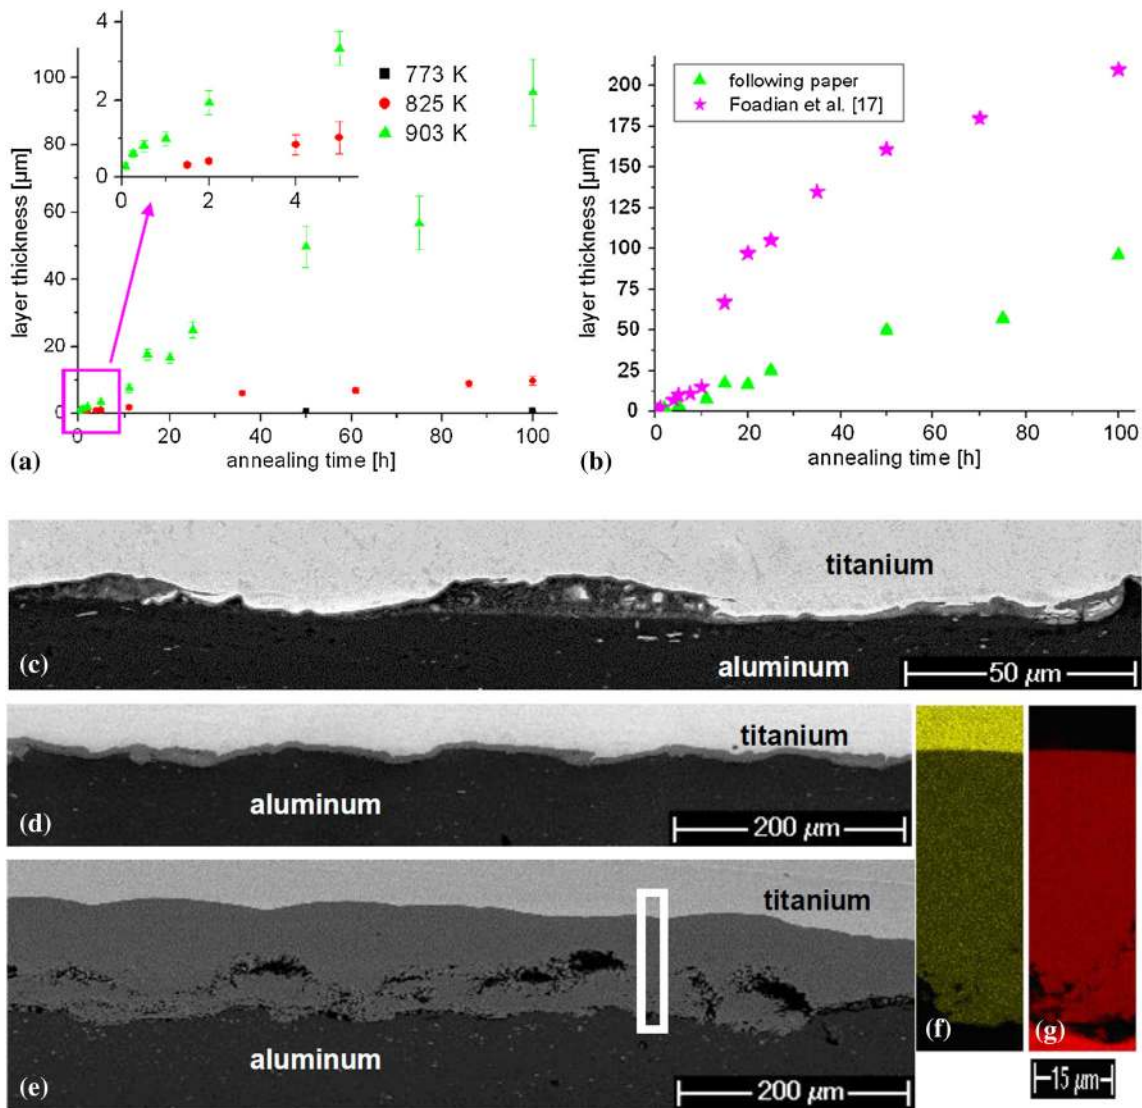 4
2
0
0
2
4
773 K
825 K
903 K
100
80
60
40
20
0
layer thickness [μm]
0
20
40
60
80
100
annealing time [h]
(a)
following paper
Foadian et al. [17]
200
175
150
125
100
75
50
25
0
layer thickness [μm]
0
20
40
60
80
100
annealing time [h]
(b)
titanium
aluminum
50 μm
(c)
titanium
aluminum
200 μm
(d)
titanium
aluminum
200 μm
(e)
(f)
(g)
15 μm